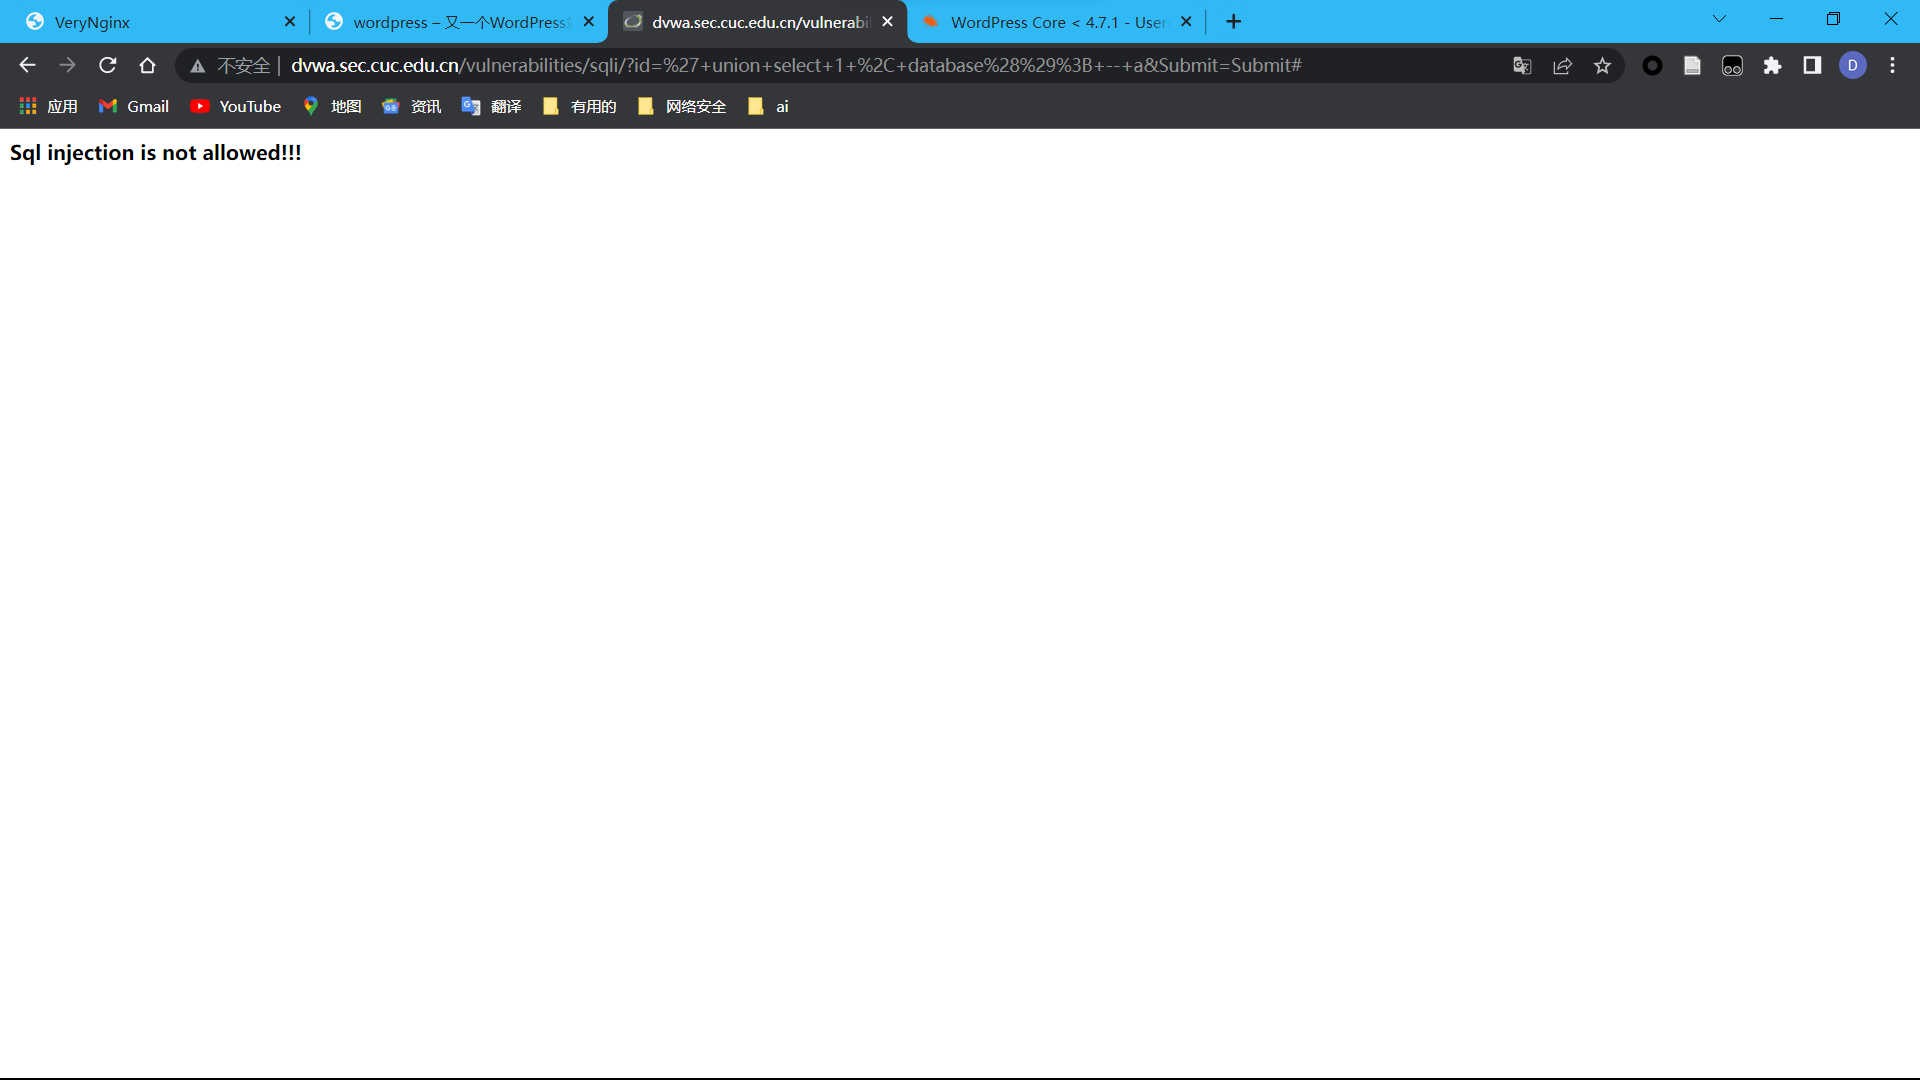 VeryNginx
wordpress – 又一个WordPress
dvwa.sec.cuc.edu.cn/vulnerabil
WordPress Core < 4.7.1 - User
不安全 | dvwa.sec.cuc.edu.cn/vulnerabilities/sqli/?id=%27+union+select+1+%2C+database%28%29%3B+--+a&Submit=Submit#
D
应用 Gmail YouTube 地图 资讯 翻译 有用的 网络安全 ai
Sql injection is not allowed!!!